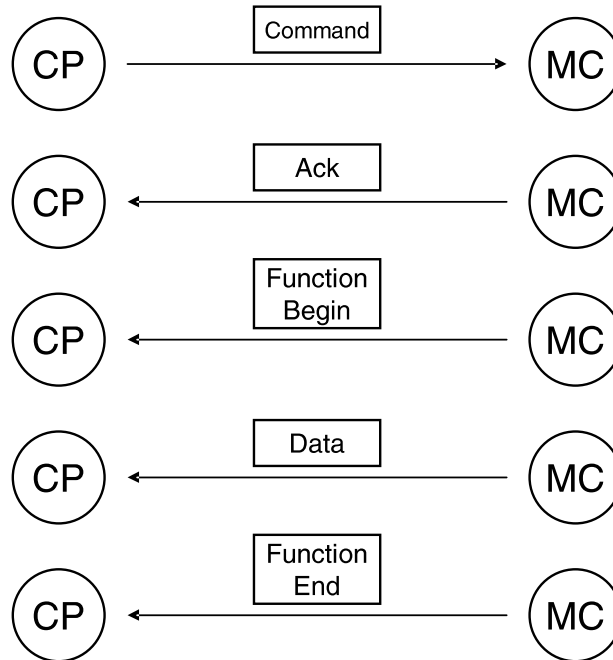 Command
CP
MC
Ack
CP
MC
Function
Begin
CP
MC
Data
CP
MC
Function
End
CP
MC